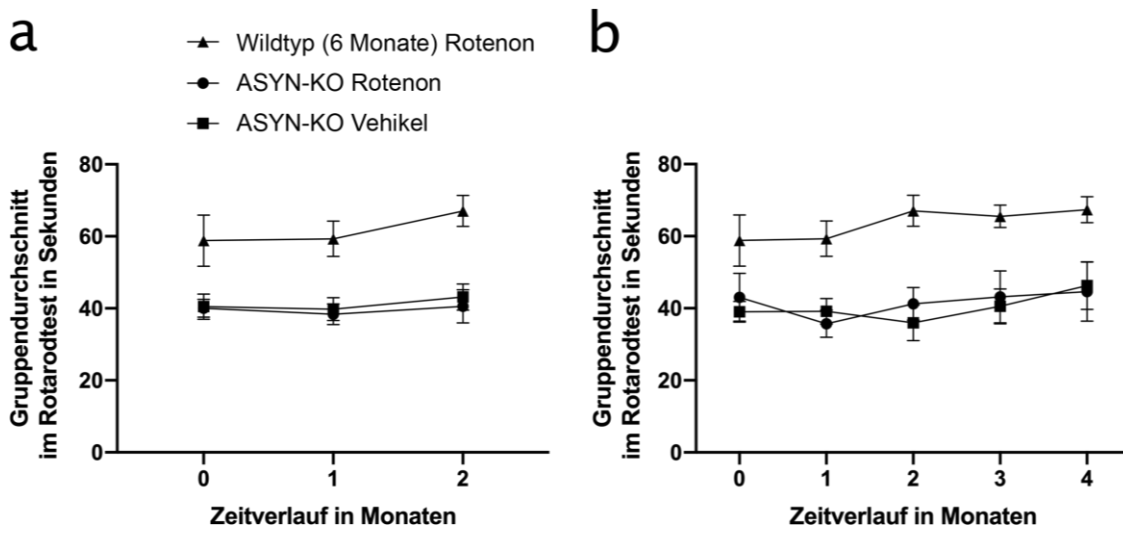 a
Wildtyp (6 Monate) Rotenon
ASYN-KO Rotenon
ASYN-KO Vehikel
Gruppendurchschnitt
im Rotarodtest in Sekunden
80
60
40
20
0
0 1 2
Zeitverlauf in Monaten
b
Gruppendurchschnitt
im Rotarodtest in Sekunden
80
60
40
20
0
0 1 2 3 4
Zeitverlauf in Monaten